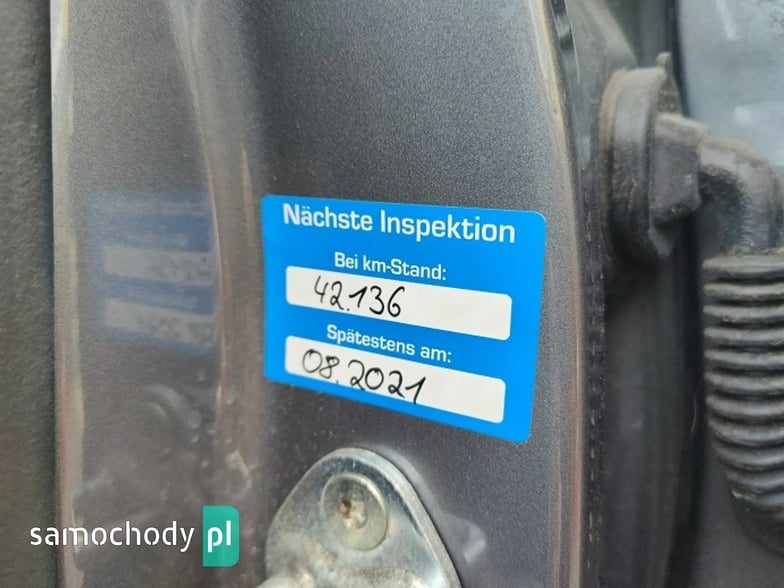 Nächste Inspektion
Bei km-Stand:
42.136
Spätestens am:
08.2021
samochody pl